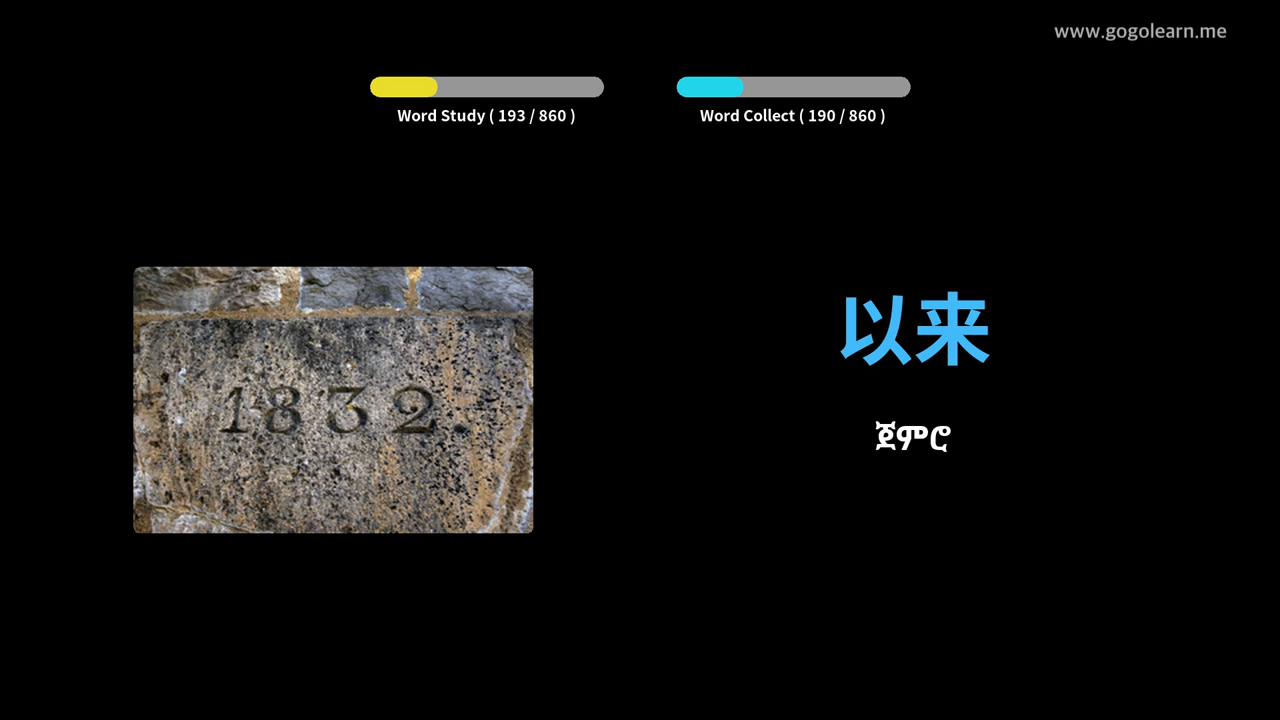 www.gogolearn.me
Word Study ( 193 / 860 )
Word Collect ( 190 / 860 )
1832
以来
ጀምሮ